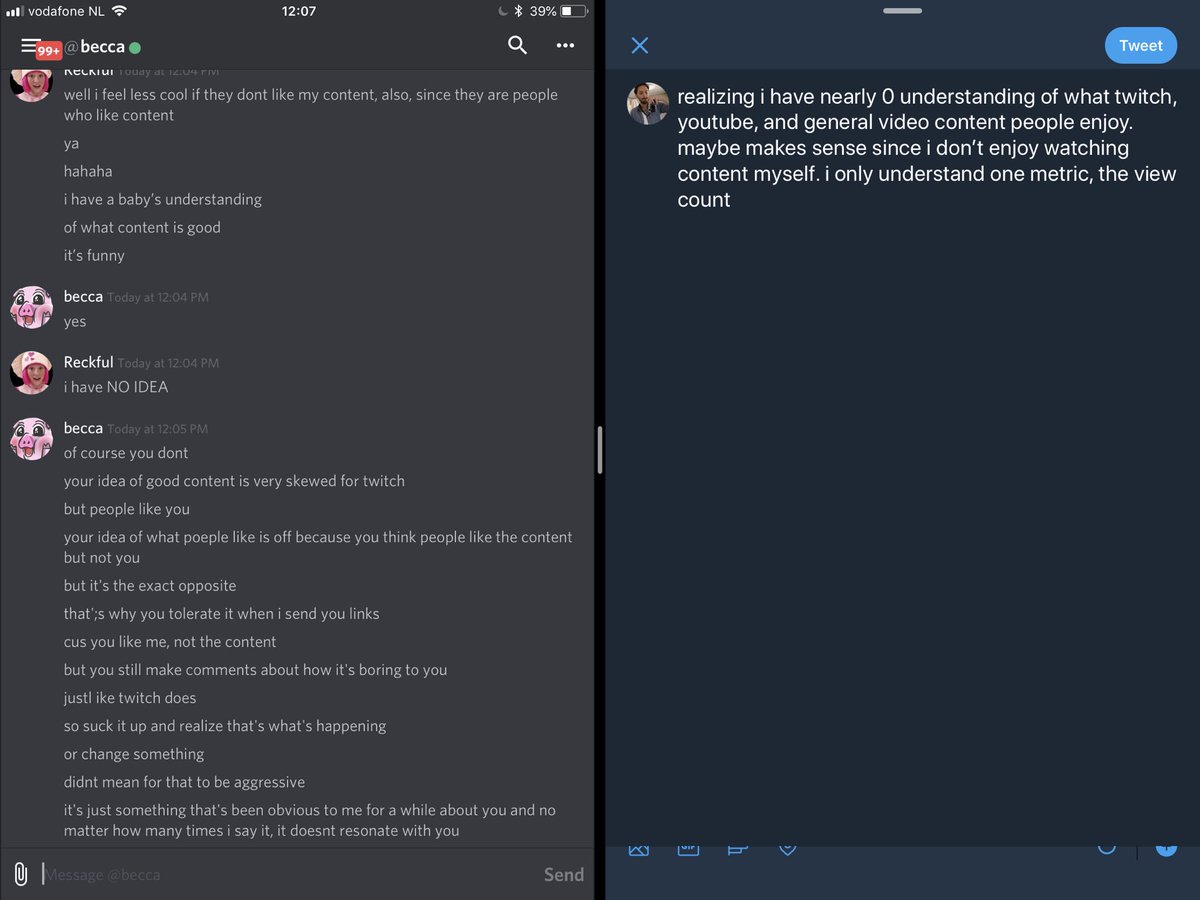 vodafone NL
12:07
39%
99+
@becca
Reckful Today at 12:04 PM
well i feel less cool if they dont like my content, also, since they are people
who like content
ya
hahaha
i have a baby’s understanding
of what content is good
it’s funny
becca Today at 12:04 PM
yes
Reckful Today at 12:04 PM
i have NO IDEA
becca Today at 12:05 PM
of course you dont
your idea of good content is very skewed for twitch
but people like you
your idea of what poeple like is off because you think people like the content
but not you
but it's the exact opposite
that';s why you tolerate it when i send you links
cus you like me, not the content
but you still make comments about how it's boring to you
justl ike twitch does
so suck it up and realize that's what's happening
or change something
didnt mean for that to be aggressive
it's just something that's been obvious to me for a while about you and no
matter how many times i say it, it doesnt resonate with you
Message @becca
Send
Tweet
realizing i have nearly 0 understanding of what twitch,
youtube, and general video content people enjoy.
maybe makes sense since i don’t enjoy watching
content myself. i only understand one metric, the view
count
GIF